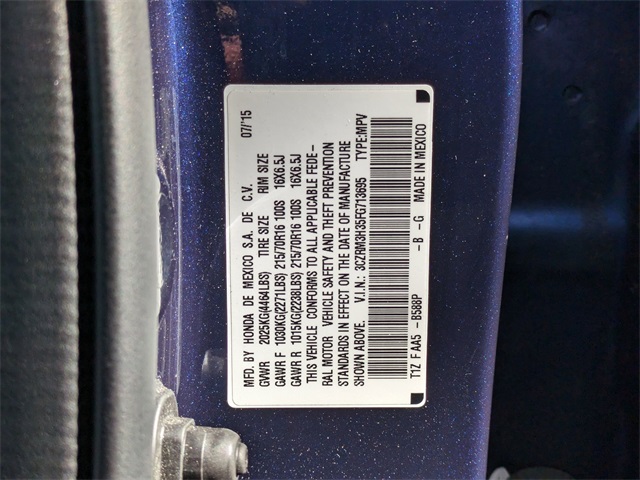 MFD. BY HONDA DE MEXICO S.A. DE C.V. 07/'15
GVWR 2025KG(4464LBS) TIRE SIZE RIM SIZE
GAWR F 1030KG(2271LBS) 215/70R16 100S 16X6.5J
GAWR R 1015KG(2238LBS) 215/70R16 100S 16X6.5J
THIS VEHICLE CONFORMS TO ALL APPLICABLE FEDE-
RAL MOTOR VEHICLE SAFETY AND THEFT PREVENTION
STANDARDS IN EFFECT ON THE DATE OF MANUFACTURE
SHOWN ABOVE. V.I.N.: 3CZRM3H35FG713695 TYPE:MPV
T1Z F AA5 -B588P -B -G MADE IN MEXICO